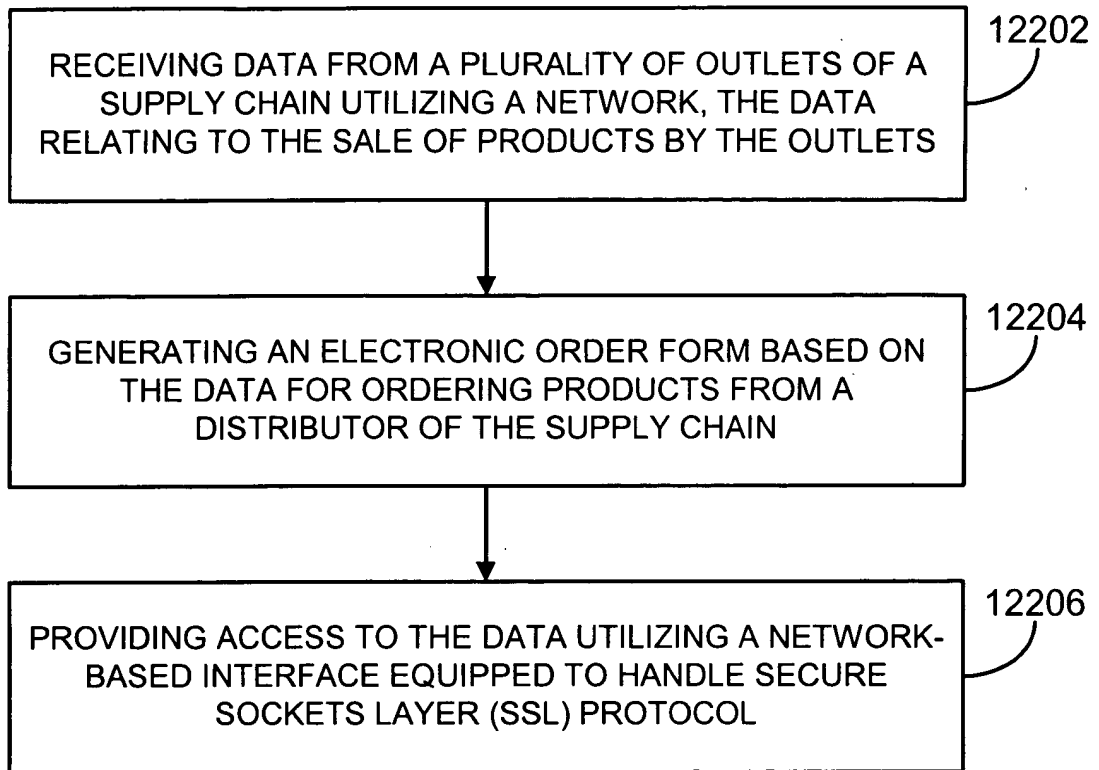 12202
RECEIVING DATA FROM A PLURALITY OF OUTLETS OF A
SUPPLY CHAIN UTILIZING A NETWORK, THE DATA
RELATING TO THE SALE OF PRODUCTS BY THE OUTLETS
12204
GENERATING AN ELECTRONIC ORDER FORM BASED ON
THE DATA FOR ORDERING PRODUCTS FROM A
DISTRIBUTOR OF THE SUPPLY CHAIN
12206
PROVIDING ACCESS TO THE DATA UTILIZING A NETWORK-
BASED INTERFACE EQUIPPED TO HANDLE SECURE
SOCKETS LAYER (SSL) PROTOCOL